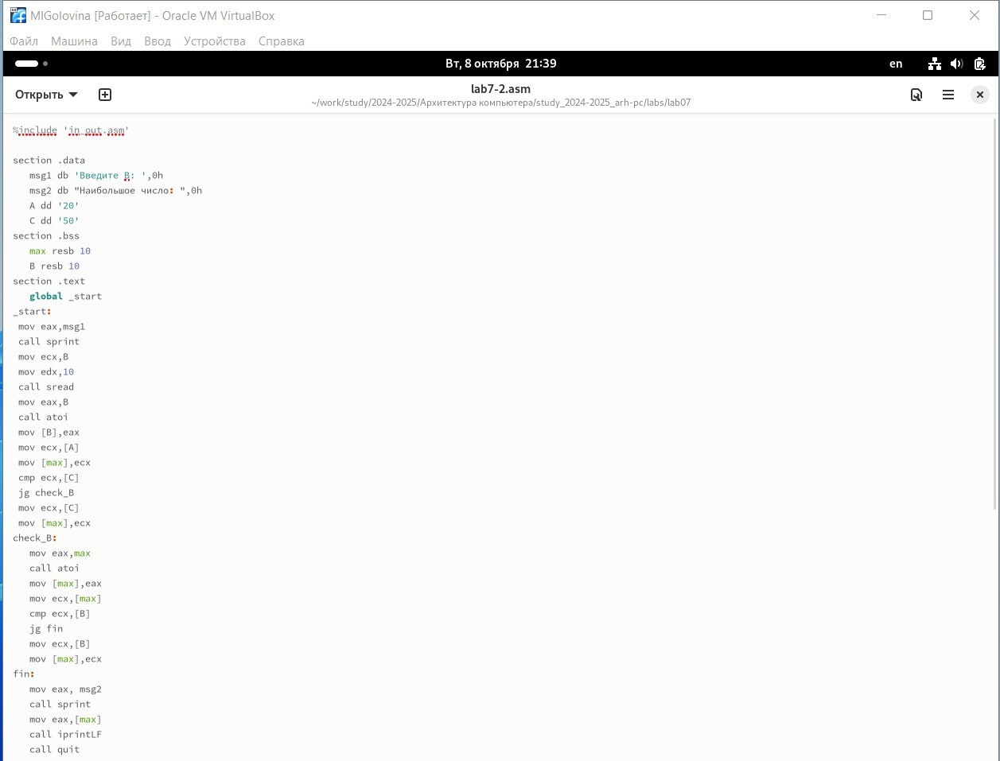 MIGolovina [Работает] - Oracle VM VirtualBox
Файл Машина Вид Ввод Устройства Справка
Вт, 8 октября 21:39 en
Открыть lab7-2.asm
~/work/study/2024-2025/Архитектура компьютера/study_2024-2025_arh-pc/labs/lab07
%include 'in_out.asm'
section .data
msg1 db 'Введите B: ',0h
msg2 db "Наибольшое число: ",0h
A dd '20'
C dd '50'
section .bss
max resb 10
B resb 10
section .text
global _start
_start:
mov eax,msg1
call sprint
mov ecx,B
mov edx,10
call sread
mov eax,B
call atoi
mov [B],eax
mov ecx,[A]
mov [max],ecx
cmp ecx,[C]
jg check_B
mov ecx,[C]
mov [max],ecx
check_B:
mov eax,max
call atoi
mov [max],eax
mov ecx,[max]
cmp ecx,[B]
jg fin
mov ecx,[B]
mov [max],ecx
fin:
mov eax, msg2
call sprint
mov eax,[max]
call iprintLF
call quit